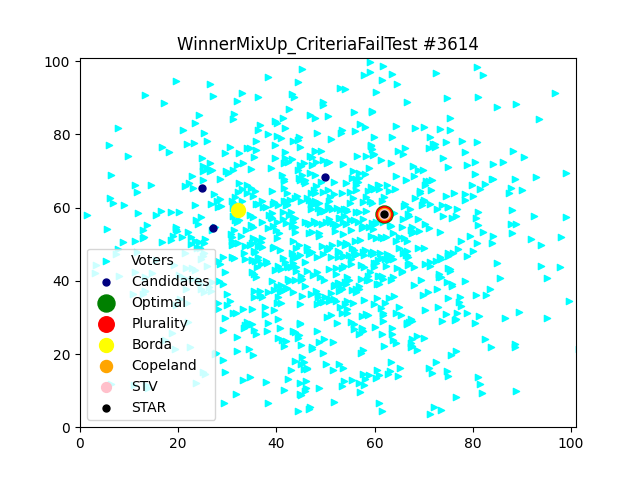 WinnerMixUp_CriteriaFailTest #3614
100
80
60
40
20
0
0 20 40 60 80 100
Voters
Candidates
Optimal
Plurality
Borda
Copeland
STV
STAR